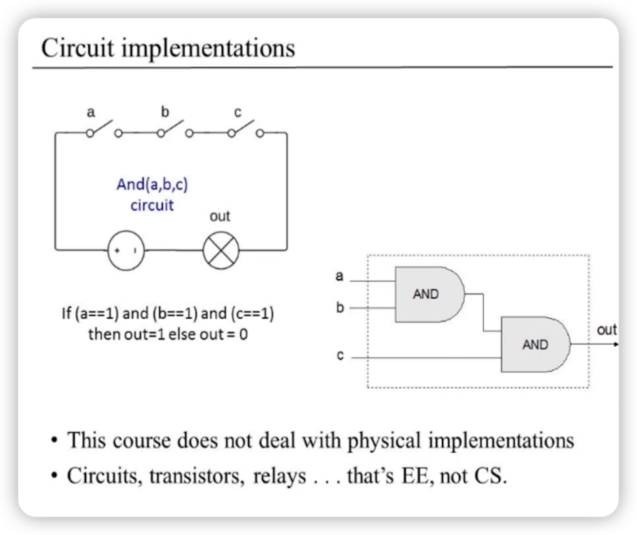 Circuit implementations
a b c
And(a,b,c)
circuit
out
If (a==1) and (b==1) and (c==1)
then out=1 else out = 0
a
b
c
AND
AND
out
• This course does not deal with physical implementations
• Circuits, transistors, relays . . . that's EE, not CS.